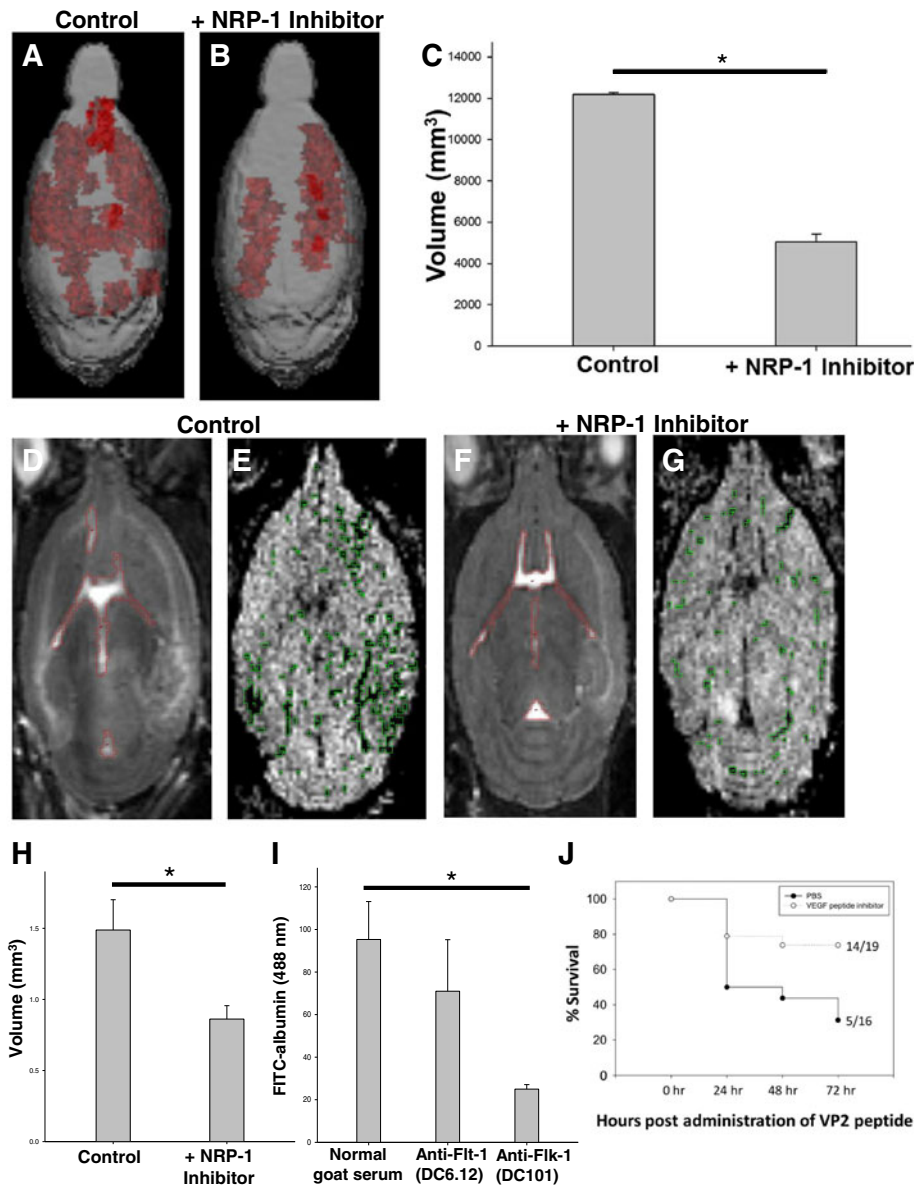 Control
+ NRP-1 Inhibitor
A
B
C
*
14000
12000
10000
8000
6000
4000
2000
0
Volume (mm³)
Control
+ NRP-1 Inhibitor
Control
+ NRP-1 Inhibitor
D
E
F
G
H
*
1.5
1.0
0.5
0.0
Volume (mm³)
Control
+ NRP-1
Inhibitor
I
*
120
100
80
60
40
20
0
FITC-albumin (488 nm)
Normal
goat serum
Anti-Flt-1
(DC6.12)
Anti-Flk-1
(DC101)
J
PBS
VEGF peptide inhibitor
100
80
60
40
20
0
% Survival
14/19
5/16
0 hr
24 hr
48 hr
72 hr
Hours post administration of VP2 peptide